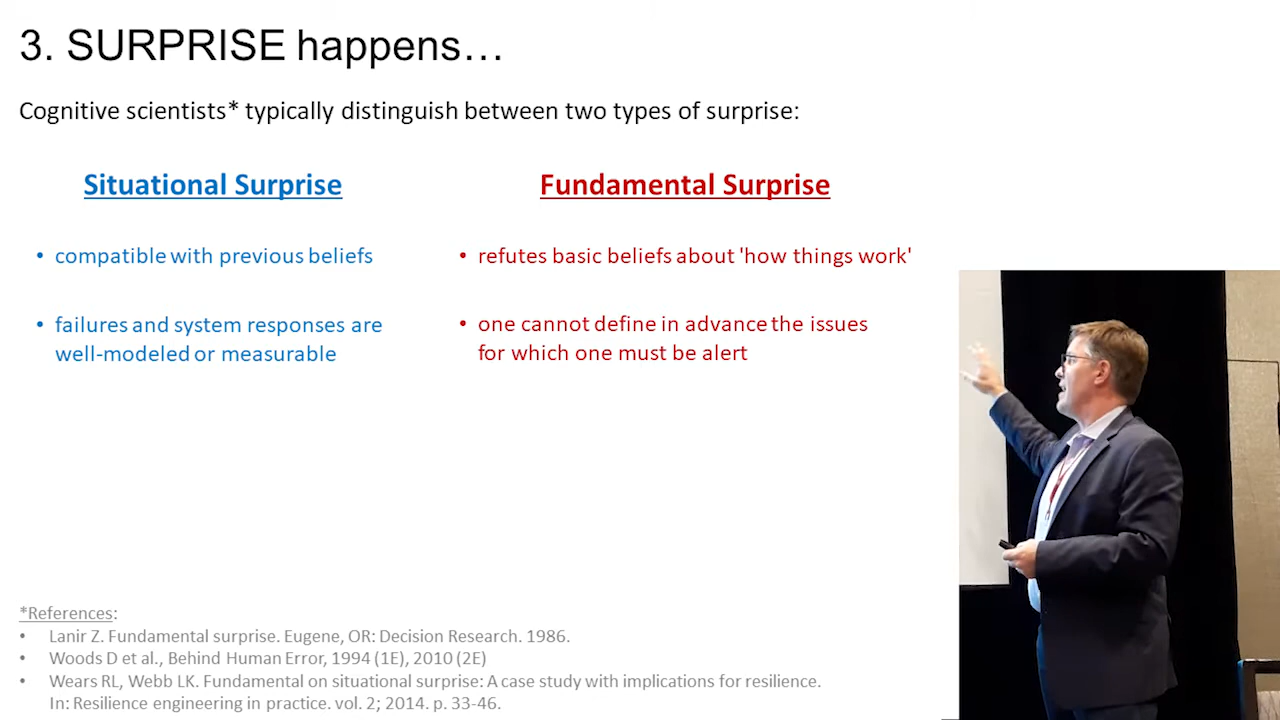 3. SURPRISE happens…
Cognitive scientists* typically distinguish between two types of surprise:
Situational Surprise
• compatible with previous beliefs
• failures and system responses are
well-modeled or measurable
Fundamental Surprise
• refutes basic beliefs about 'how things work'
• one cannot define in advance the issues
for which one must be alert
*References:
• Lanir Z. Fundamental surprise. Eugene, OR: Decision Research. 1986.
• Woods D et al., Behind Human Error, 1994 (1E), 2010 (2E)
• Wears RL, Webb LK. Fundamental on situational surprise: A case study with implications for resilience.
In: Resilience engineering in practice. vol. 2; 2014. p. 33-46.